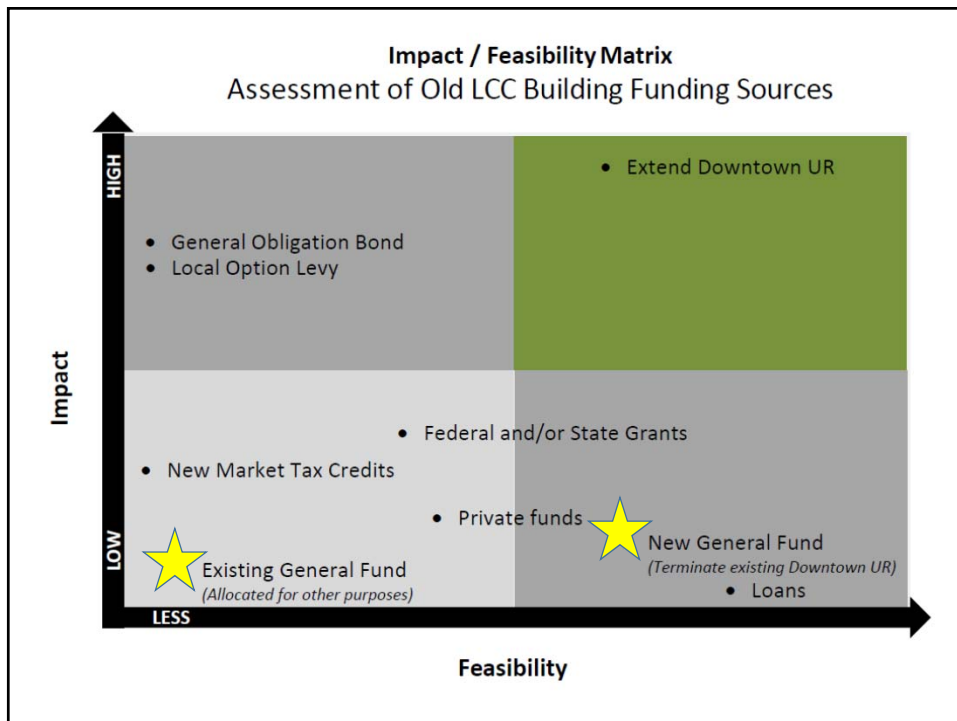 Impact / Feasibility Matrix
Assessment of Old LCC Building Funding Sources
HIGH
• Extend Downtown UR
• General Obligation Bond
• Local Option Levy
Impact
• Federal and/or State Grants
• New Market Tax Credits
• Private funds
New General Fund
(Terminate existing Downtown UR)
Existing General Fund
(Allocated for other purposes)
• Loans
LOW
LESS
Feasibility